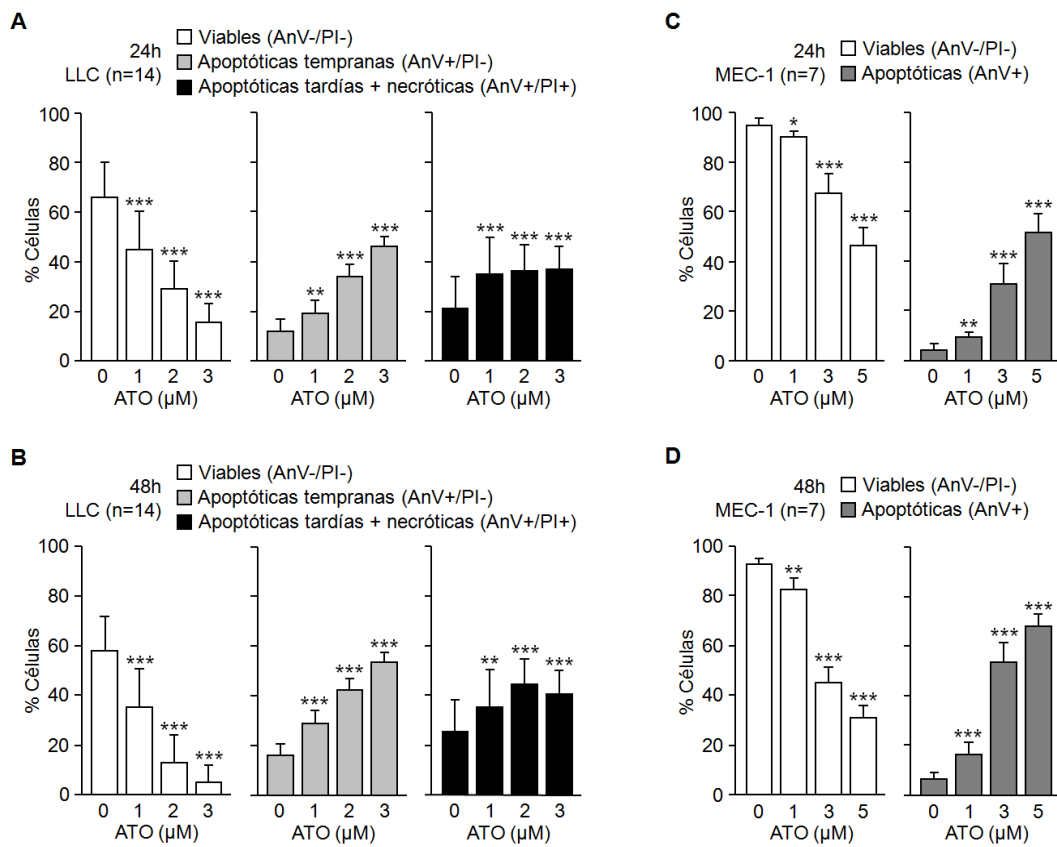 A
24h
LLC (n=14)
Viables (AnV-/PI-)
Apoptóticas tempranas (AnV+/PI-)
Apoptóticas tardías + necróticas (AnV+/PI+)
% Células
100
80
60
40
20
0
*** *** ***
** *** ***
*** *** ***
0 1 2 3
0 1 2 3
0 1 2 3
ATO (µM)
ATO (µM)
ATO (µM)
B
48h
LLC (n=14)
Viables (AnV-/PI-)
Apoptóticas tempranas (AnV+/PI-)
Apoptóticas tardías + necróticas (AnV+/PI+)
% Células
100
80
60
40
20
0
*** *** ***
*** *** ***
** *** ***
0 1 2 3
0 1 2 3
0 1 2 3
ATO (µM)
ATO (µM)
ATO (µM)
C
24h
MEC-1 (n=7)
Viables (AnV-/PI-)
Apoptóticas (AnV+)
% Células
100
80
60
40
20
0
* *** ***
** *** ***
0 1 3 5
0 1 3 5
ATO (µM)
ATO (µM)
D
48h
MEC-1 (n=7)
Viables (AnV-/PI-)
Apoptóticas (AnV+)
% Células
100
80
60
40
20
0
** *** ***
*** *** ***
0 1 3 5
0 1 3 5
ATO (µM)
ATO (µM)